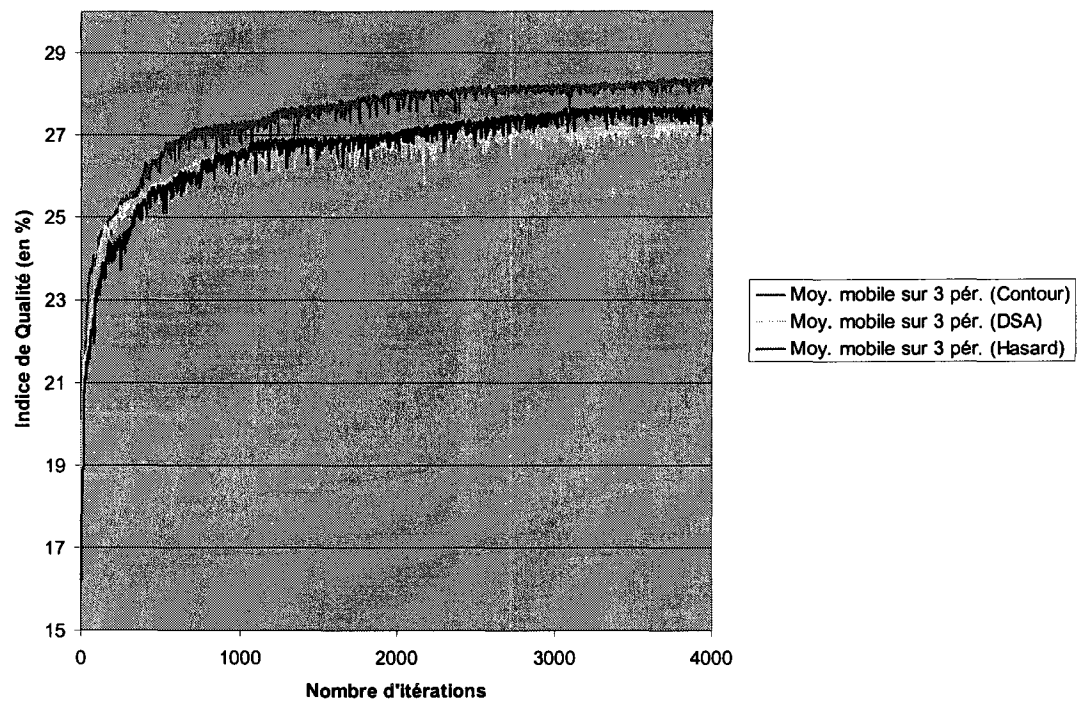 29
27
25
23
21
19
17
15
Indice de Qualité (en %)
0 1000 2000 3000 4000
Nombre d'itérations
Moy. mobile sur 3 pér. (Contour)
Moy. mobile sur 3 pér. (DSA)
Moy. mobile sur 3 pér. (Hasard)